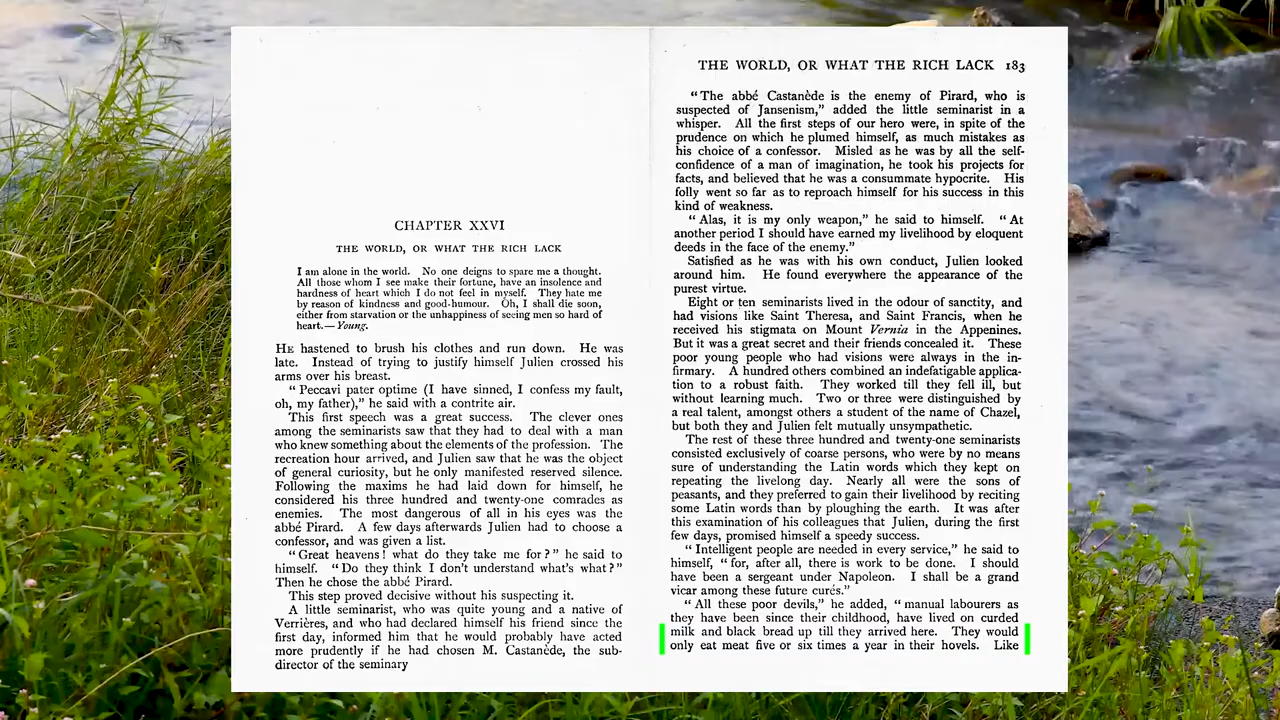 CHAPTER XXVI
THE WORLD, OR WHAT THE RICH LACK
I am alone in the world. No one deigns to spare me a thought.
All those whom I see make their fortune, have an insolence and
hardness of heart which I do not feel in myself. They hate me
by reason of kindness and good-humour. Oh, I shall die soon,
either from starvation or the unhappiness of seeing men so hard of
heart.—Young.
HE hastened to brush his clothes and run down. He was
late. Instead of trying to justify himself Julien crossed his
arms over his breast.
“Peccavi pater optime (I have sinned, I confess my fault,
oh, my father),” he said with a contrite air.
This first speech was a great success. The clever ones
among the seminarists saw that they had to deal with a man
who knew something about the elements of the profession. The
recreation hour arrived, and Julien saw that he was the object
of general curiosity, but he only manifested reserved silence.
Following the maxims he had laid down for himself, he
considered his three hundred and twenty-one comrades as
enemies. The most dangerous of all in his eyes was the
abbé Pirard. A few days afterwards Julien had to choose a
confessor, and was given a list.
“Great heavens! what do they take me for?” he said to
himself. “Do they think I don't understand what's what?”
Then he chose the abbé Pirard.
This step proved decisive without his suspecting it.
A little seminarist, who was quite young and a native of
Verrières, and who had declared himself his friend since the
first day, informed him that he would probably have acted
more prudently if he had chosen M. Castanède, the sub-
director of the seminary
THE WORLD, OR WHAT THE RICH LACK 183
“The abbé Castanède is the enemy of Pirard, who is
suspected of Jansenism,” added the little seminarist in a
whisper. All the first steps of our hero were, in spite of the
prudence on which he plumed himself, as much mistakes as
his choice of a confessor. Misled as he was by all the self-
confidence of a man of imagination, he took his projects for
facts, and believed that he was a consummate hypocrite. His
folly went so far as to reproach himself for his success in this
kind of weakness.
“Alas, it is my only weapon,” he said to himself. “At
another period I should have earned my livelihood by eloquent
deeds in the face of the enemy.”
Satisfied as he was with his own conduct, Julien looked
around him. He found everywhere the appearance of the
purest virtue.
Eight or ten seminarists lived in the odour of sanctity, and
had visions like Saint Theresa, and Saint Francis, when he
received his stigmata on Mount Vernia in the Appenines.
But it was a great secret and their friends concealed it. These
poor young people who had visions were always in the in-
firmary. A hundred others combined an indefatigable applica-
tion to a robust faith. They worked till they fell ill, but
without learning much. Two or three were distinguished by
a real talent, amongst others a student of the name of Chazel,
but both they and Julien felt mutually unsympathetic.
The rest of these three hundred and twenty-one seminarists
consisted exclusively of coarse persons, who were by no means
sure of understanding the Latin words which they kept on
repeating the livelong day. Nearly all were the sons of
peasants, and they preferred to gain their livelihood by reciting
some Latin words than by ploughing the earth. It was after
this examination of his colleagues that Julien, during the first
few days, promised himself a speedy success.
“Intelligent people are needed in every service,” he said to
himself, “for, after all, there is work to be done. I should
have been a sergeant under Napoleon. I shall be a grand
vicar among these future curés.”
“All these poor devils,” he added, “manual labourers as
they have been since their childhood, have lived on curded
milk and black bread up till they arrived here. They would
only eat meat five or six times a year in their hovels. Like